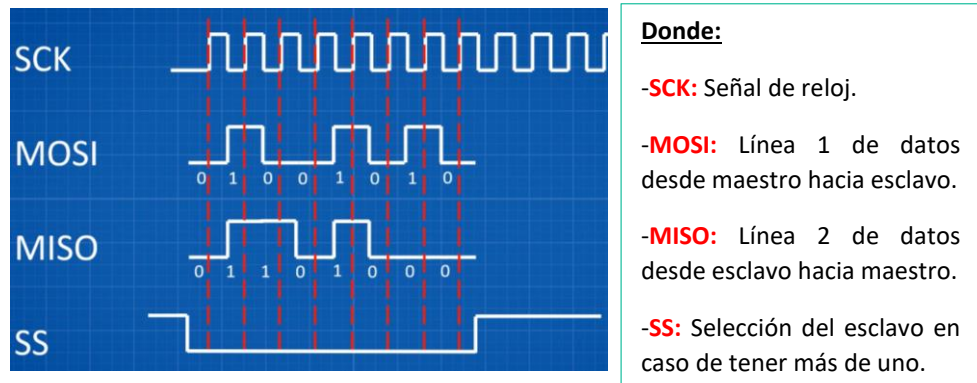 SCK
MOSI
0 1 0 0 1 0 1 0
MISO
0 1 1 0 1 0 0 0
SS
Donde:
-SCK: Señal de reloj.
-MOSI: Línea 1 de datos
desde maestro hacia esclavo.
-MISO: Línea 2 de datos
desde esclavo hacia maestro.
-SS: Selección del esclavo en
caso de tener más de uno.